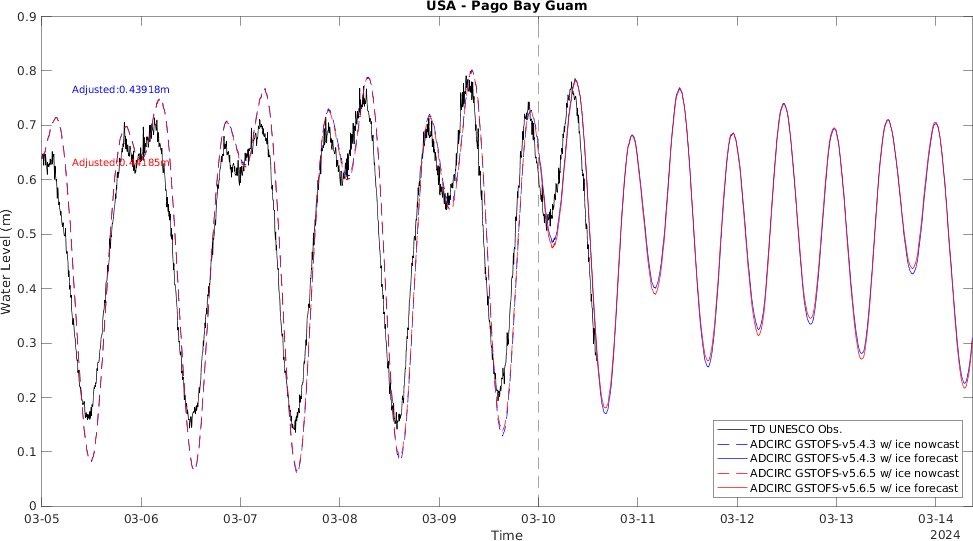 USA - Pago Bay Guam
0.9
0.8
0.7
0.6
0.5
0.4
0.3
0.2
0.1
0
Water Level (m)
Adjusted:0.43918m
03-05
03-06
03-07
03-08
03-09
03-10
03-11
03-12
03-13
03-14
2024
Time
TD UNESCO Obs.
ADCIRC GSTOFS-v5.4.3 w/ ice nowcast
ADCIRC GSTOFS-v5.4.3 w/ ice forecast
ADCIRC GSTOFS-v5.6.5 w/ ice nowcast
ADCIRC GSTOFS-v5.6.5 w/ ice forecast